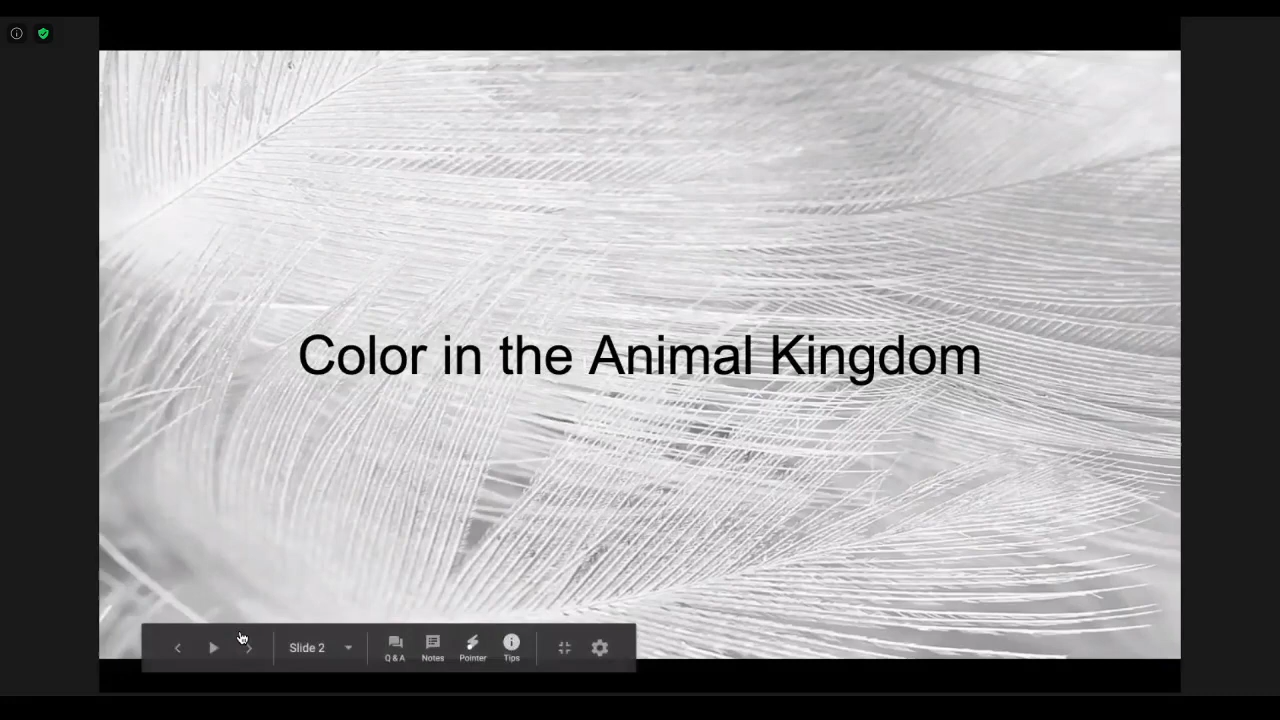 Color in the Animal Kingdom
Slide 2
Q & A
Notes
Pointer
Tips